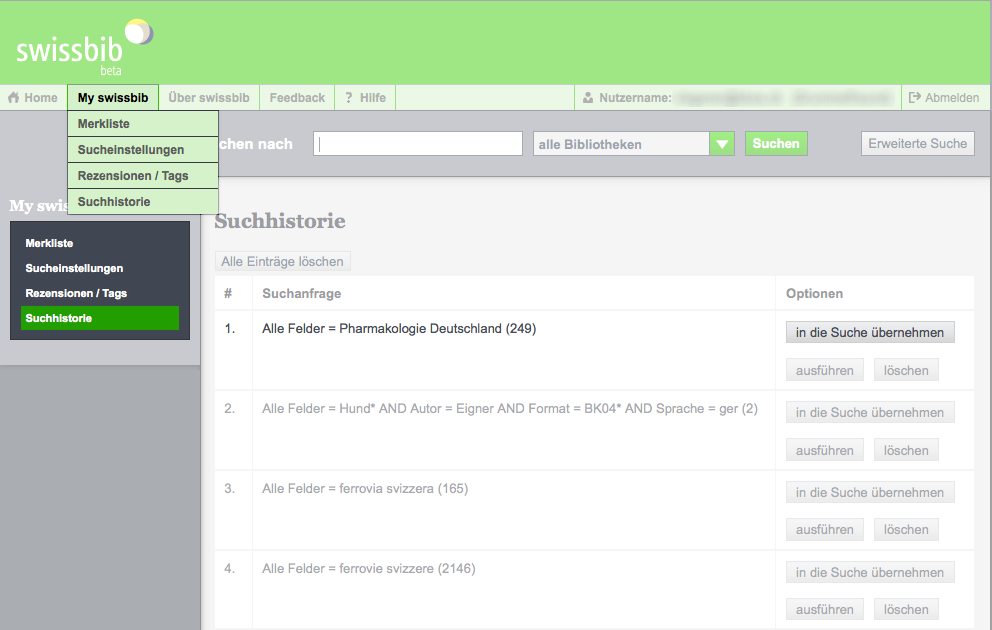 swissbib
beta
Home My swissbib Über swissbib Feedback ? Hilfe Nutzername: Abmelden
Merkliste
Sucheinstellungen
Rezensionen / Tags
Suchhistorie
chen nach alle Bibliotheken Suchen Erweiterte Suche
My swis
Merkliste
Sucheinstellungen
Rezensionen / Tags
Suchhistorie
Suchhistorie
Alle Einträge löschen
# Suchanfrage Optionen
1. Alle Felder = Pharmakologie Deutschland (249) in die Suche übernehmen
ausführen löschen
2. Alle Felder = Hund* AND Autor = Eigner AND Format = BK04* AND Sprache = ger (2) in die Suche übernehmen
ausführen löschen
3. Alle Felder = ferrovia svizzera (165) in die Suche übernehmen
ausführen löschen
4. Alle Felder = ferrovie svizzere (2146) in die Suche übernehmen
ausführen löschen